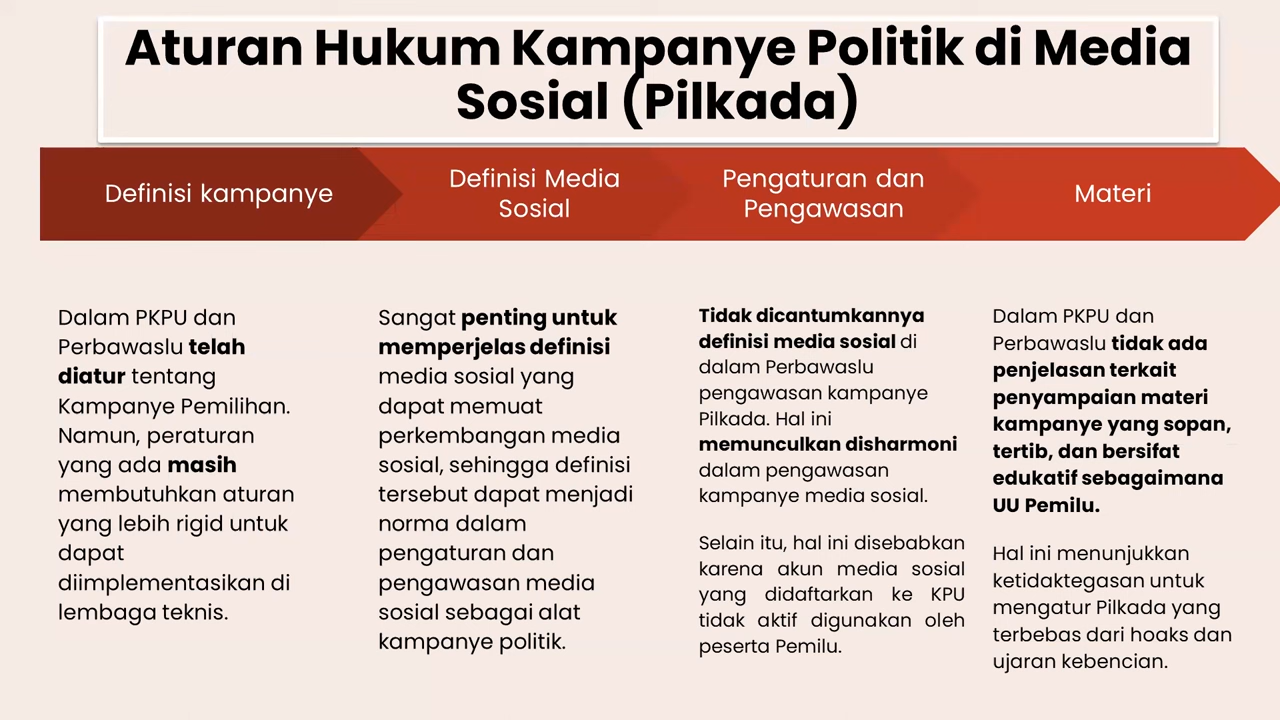 Aturan Hukum Kampanye Politik di Media
Sosial (Pilkada)
Definisi kampanye
Definisi Media
Sosial
Pengaturan dan
Pengawasan
Materi
Dalam PKPU dan
Perbawaslu telah
diatur tentang
Kampanye Pemilihan.
Namun, peraturan
yang ada masih
membutuhkan aturan
yang lebih rigid untuk
dapat
diimplementasikan di
lembaga teknis.
Sangat penting untuk
memperjelas definisi
media sosial yang
dapat memuat
perkembangan media
sosial, sehingga definisi
tersebut dapat menjadi
norma dalam
pengaturan dan
pengawasan media
sosial sebagai alat
kampanye politik.
Tidak dicantumkannya
definisi media sosial di
dalam Perbawaslu
pengawasan kampanye
Pilkada. Hal ini
memunculkan disharmoni
dalam pengawasan
kampanye media sosial.
Selain itu, hal ini disebabkan
karena akun media sosial
yang didaftarkan ke KPU
tidak aktif digunakan oleh
peserta Pemilu.
Dalam PKPU dan
Perbawaslu tidak ada
penjelasan terkait
penyampaian materi
kampanye yang sopan,
tertib, dan bersifat
edukatif sebagaimana
UU Pemilu.
Hal ini menunjukkan
ketidaktegasan untuk
mengatur Pilkada yang
terbebas dari hoaks dan
ujaran kebencian.